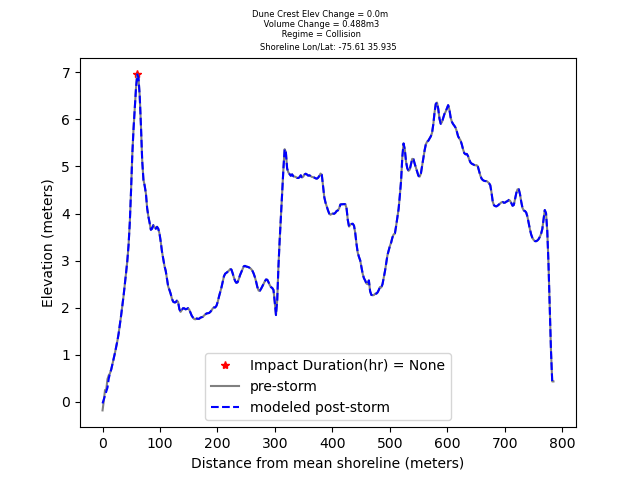 Dune Crest Elev Change = 0.0m
Volume Change = 0.488m3
Regime = Collision
Shoreline Lon/Lat: -75.61 35.935
7
6
5
4
3
2
1
0
Elevation (meters)
Impact Duration(hr) = None
pre-storm
modeled post-storm
0 100 200 300 400 500 600 700 800
Distance from mean shoreline (meters)